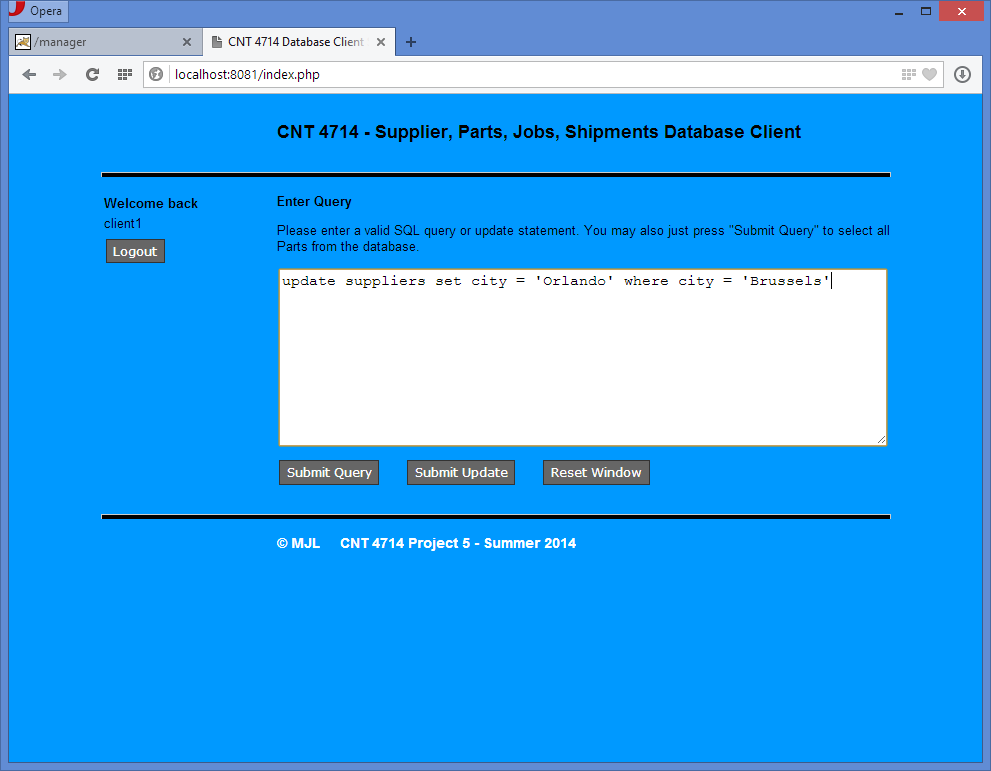 Opera
/manager
CNT 4714 Database Client
localhost:8081/index.php
CNT 4714 - Supplier, Parts, Jobs, Shipments Database Client
Welcome back
client1
Logout
Enter Query
Please enter a valid SQL query or update statement. You may also just press "Submit Query" to select all
Parts from the database.
update suppliers set city = 'Orlando' where city = 'Brussels'
Submit Query
Submit Update
Reset Window
© MJL CNT 4714 Project 5 - Summer 2014